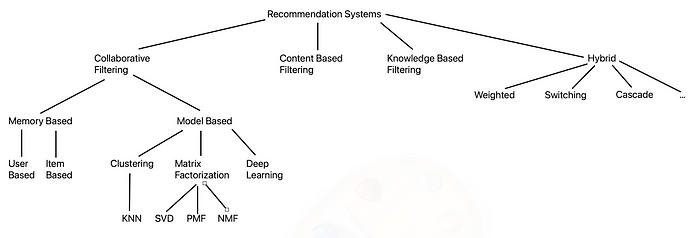 Recommendation Systems
Collaborative
Filtering
Content Based
Filtering
Knowledge Based
Filtering
Hybrid
Weighted
Switching
Cascade
...
Memory Based
Model Based
User
Based
Item
Based
Clustering
Matrix
Factorization
Deep
Learning
KNN
SVD
PMF
NMF